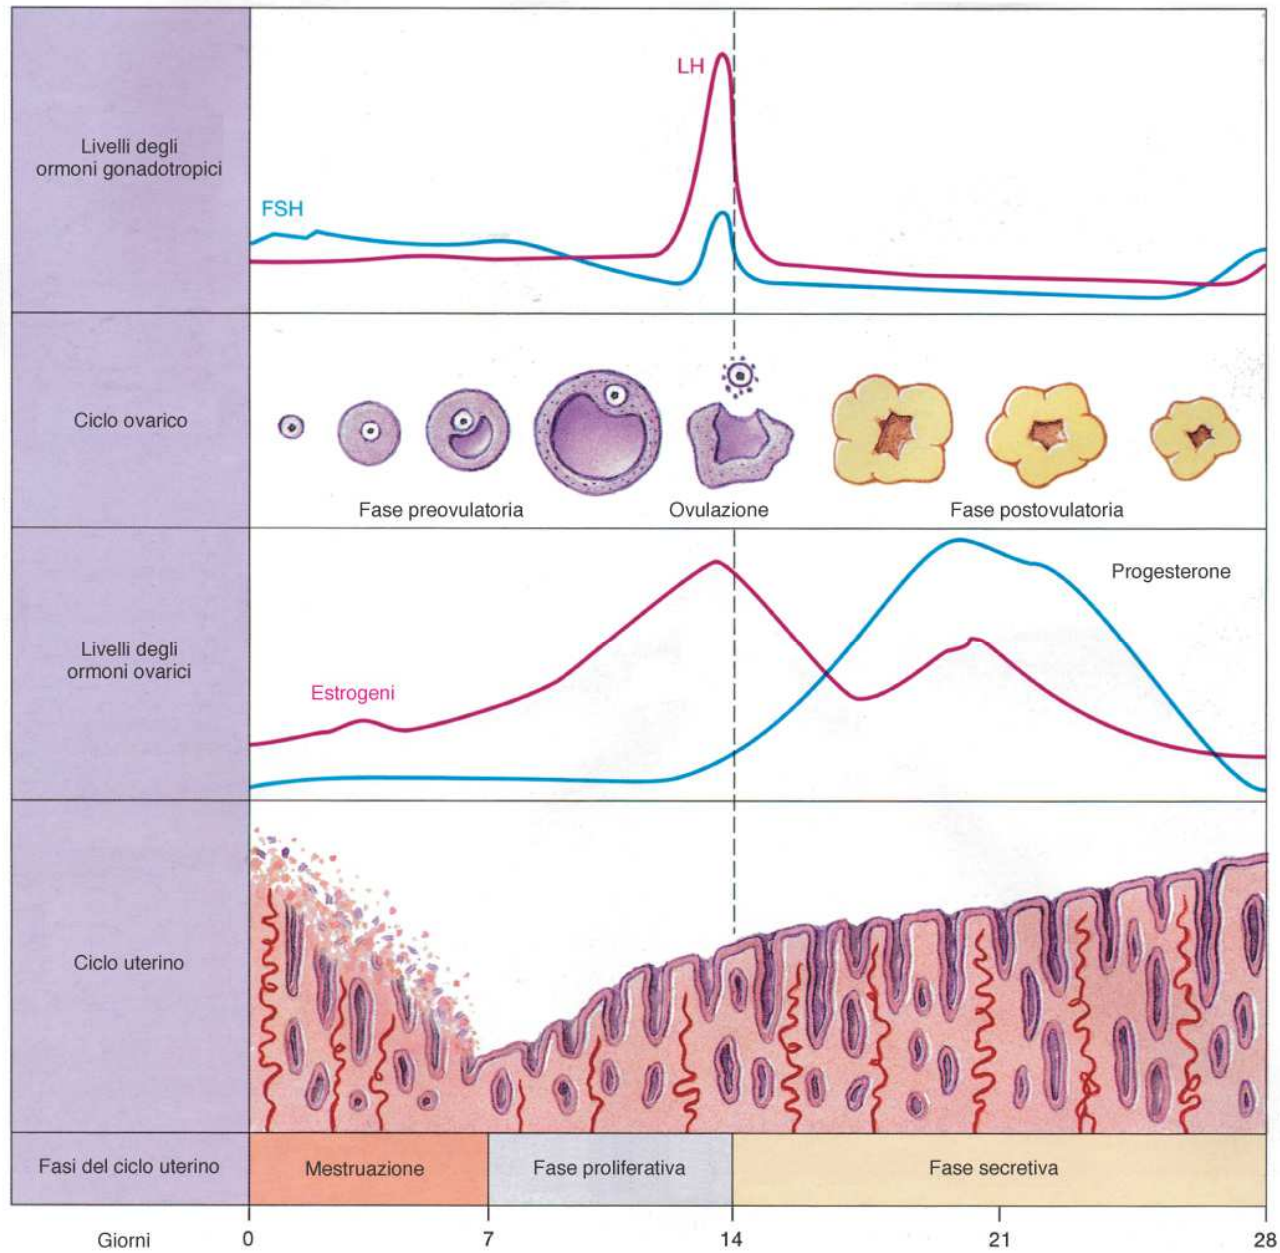 LH
Livelli degli
ormoni gonadotropici
FSH
Ciclo ovarico
Fase preovulatoria
Ovulazione
Fase postovulatoria
Progesterone
Livelli degli
ormoni ovarici
Estrogeni
Ciclo uterino
Fasi del ciclo uterino
Mestruazione
Fase proliferativa
Fase secretiva
Giorni
0
7
14
21
28